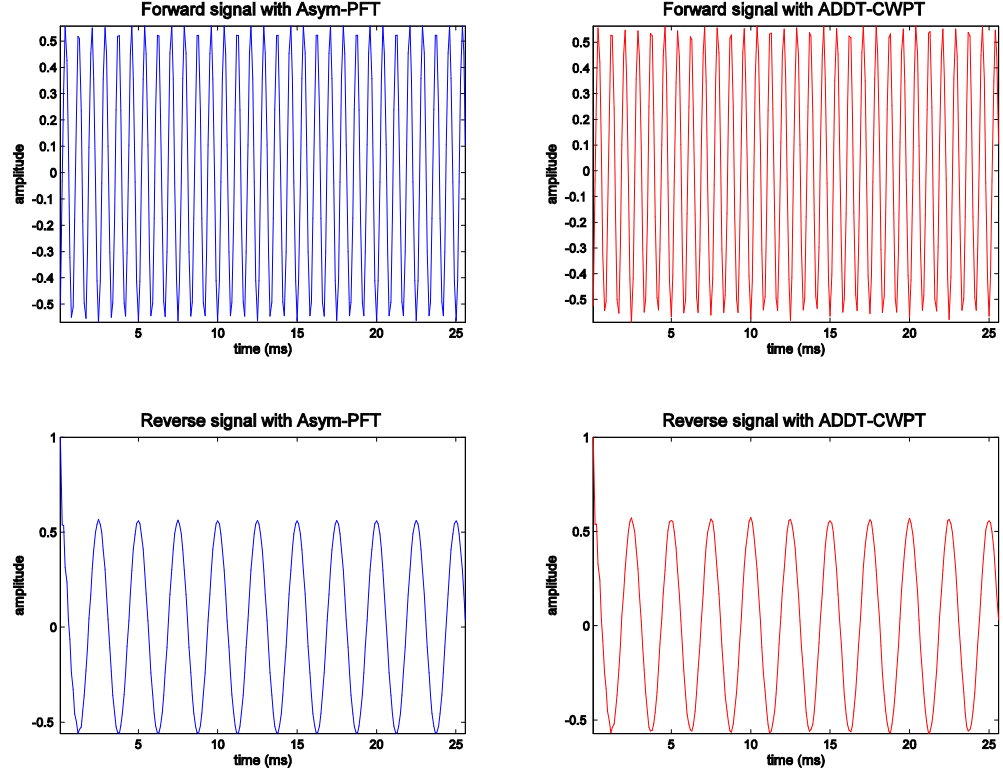 Forward signal with Asym-PFT
0.5
0.4
0.3
0.2
0.1
0
-0.1
-0.2
-0.3
-0.4
-0.5
amplitude
5 10 15 20 25
time (ms)
Forward signal with ADDT-CWPT
0.5
0.4
0.3
0.2
0.1
0
-0.1
-0.2
-0.3
-0.4
-0.5
amplitude
5 10 15 20 25
time (ms)
Reverse signal with Asym-PFT
1
0.5
0
-0.5
amplitude
5 10 15 20 25
time (ms)
Reverse signal with ADDT-CWPT
1
0.5
0
-0.5
amplitude
5 10 15 20 25
time (ms)